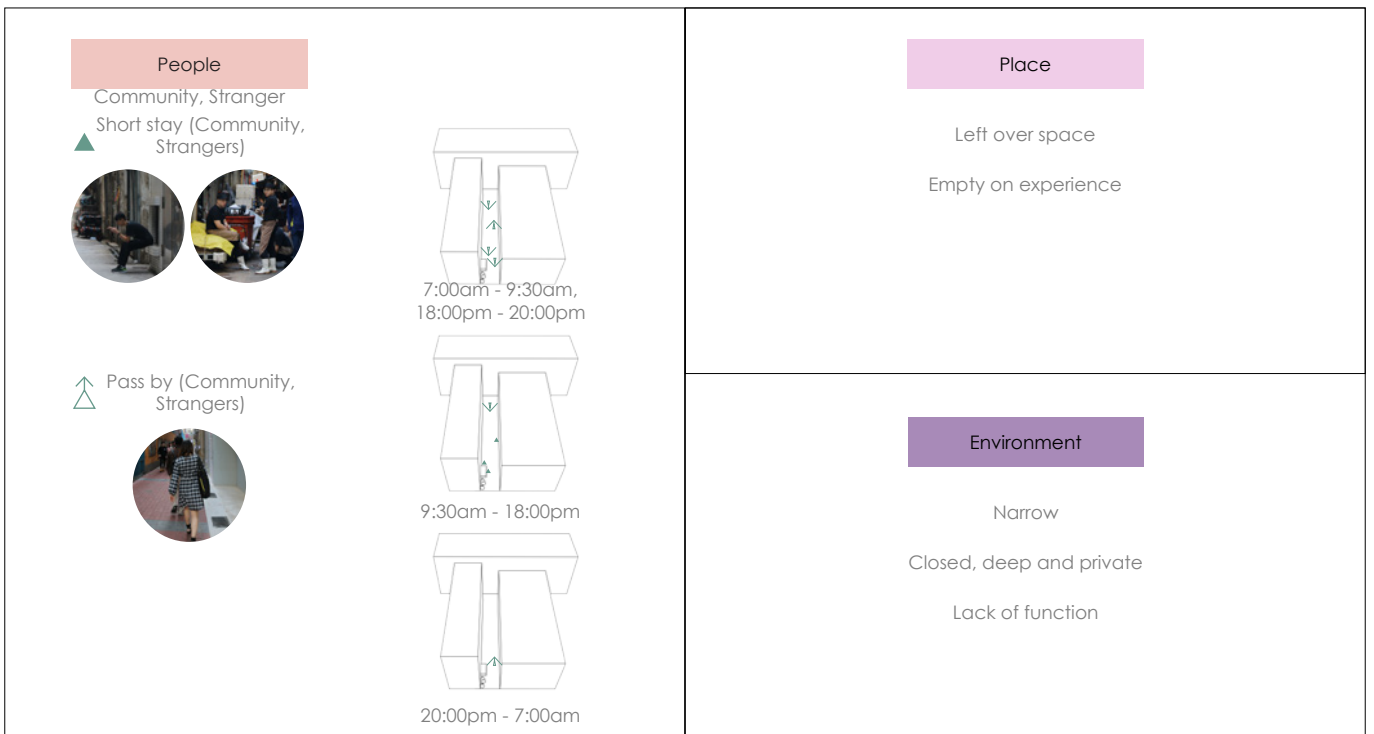 People
Community, Stranger
Short stay (Community,
Strangers)
7:00am - 9:30am,
18:00pm - 20:00pm
Pass by (Community,
Strangers)
9:30am - 18:00pm
20:00pm - 7:00am
Place
Left over space
Empty on experience
Environment
Narrow
Closed, deep and private
Lack of function